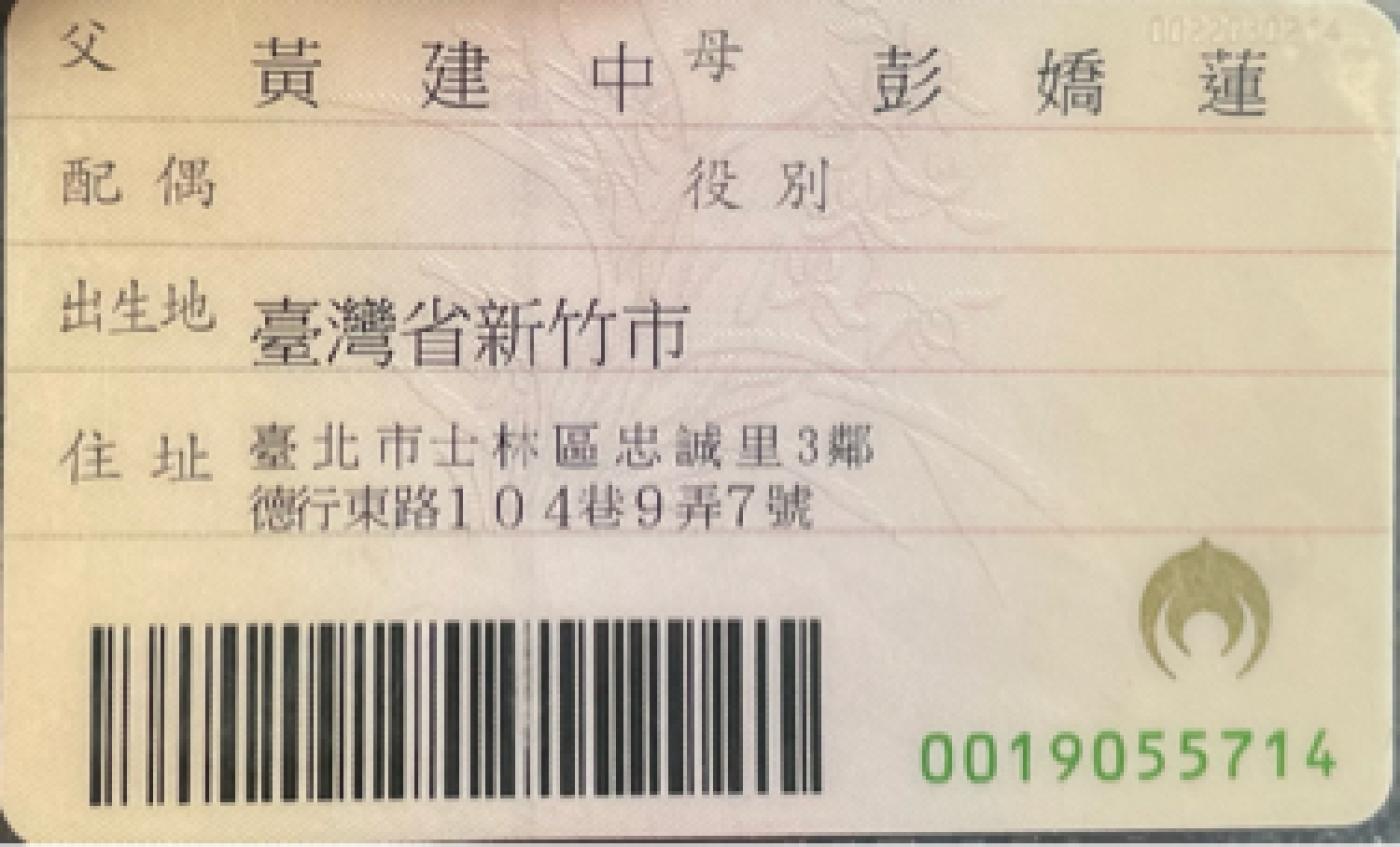 父 黃建中 母 彭嬌蓮
配偶 役別
出生地 臺灣省新竹市
住址 臺北市士林區忠誠里3鄰
德行東路104巷9弄7號
0019055714